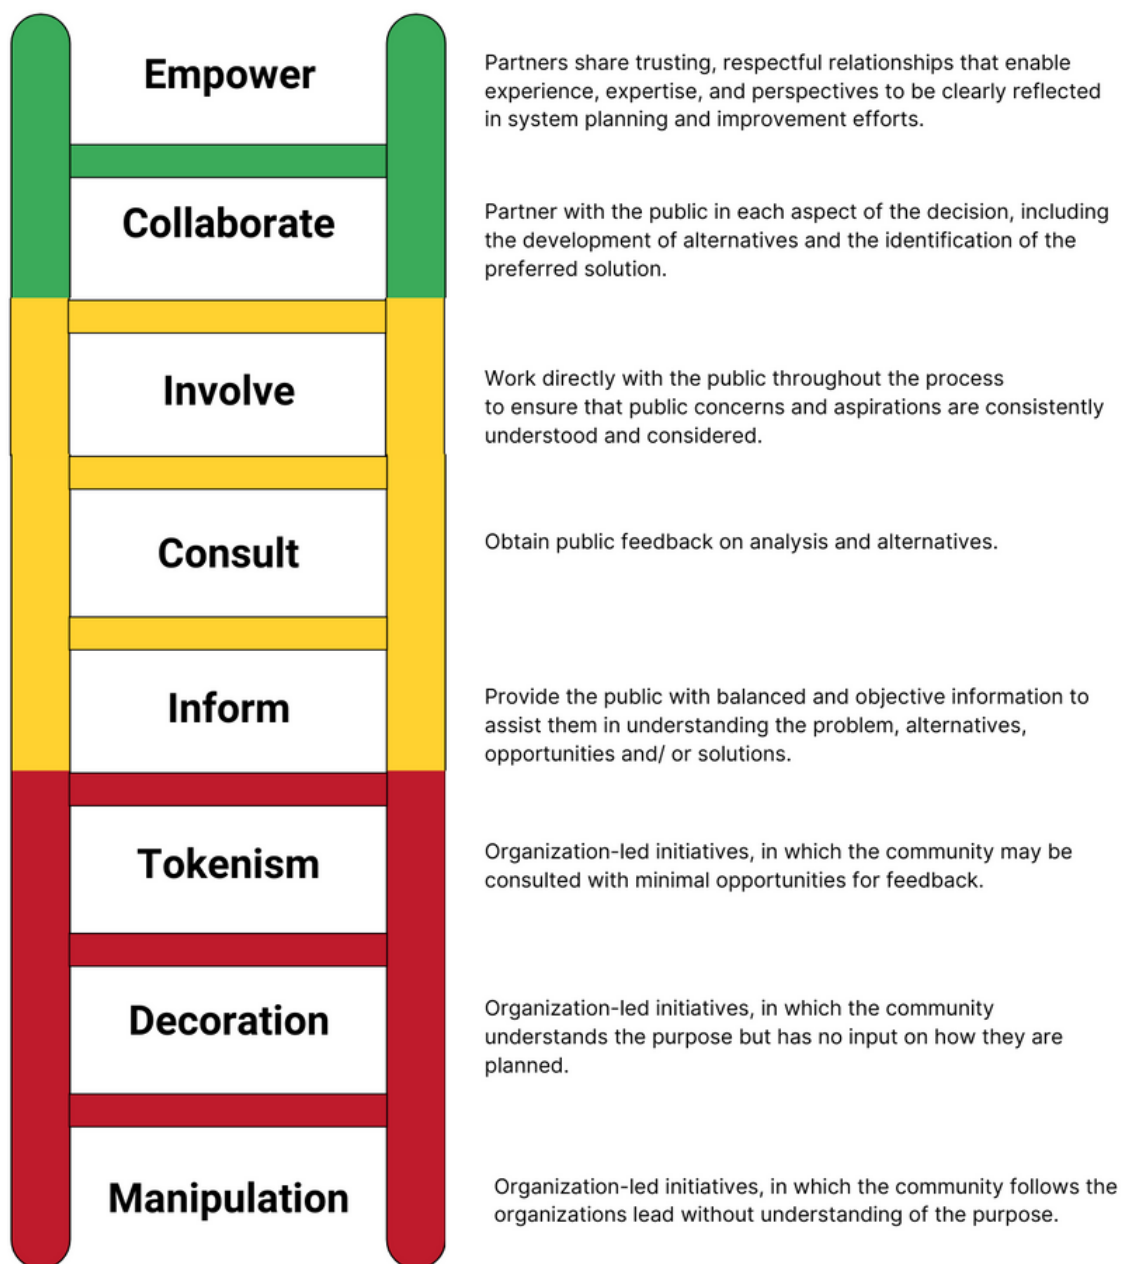 Empower
Partners share trusting, respectful relationships that enable
experience, expertise, and perspectives to be clearly reflected
in system planning and improvement efforts.
Collaborate
Partner with the public in each aspect of the decision, including
the development of alternatives and the identification of the
preferred solution.
Involve
Work directly with the public throughout the process
to ensure that public concerns and aspirations are consistently
understood and considered.
Consult
Obtain public feedback on analysis and alternatives.
Inform
Provide the public with balanced and objective information to
assist them in understanding the problem, alternatives,
opportunities and/ or solutions.
Tokenism
Organization-led initiatives, in which the community may be
consulted with minimal opportunities for feedback.
Decoration
Organization-led initiatives, in which the community
understands the purpose but has no input on how they are
planned.
Manipulation
Organization-led initiatives, in which the community follows the
organizations lead without understanding of the purpose.